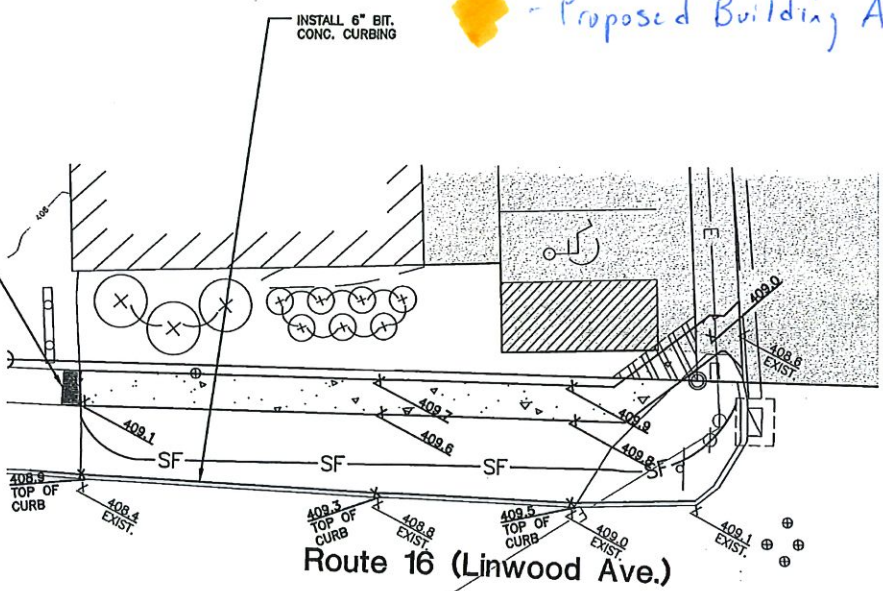 INSTALL 6" BIT.
CONC. CURBING
- Proposed Building A
408
E
409.0
408.6
EXIST.
409.7
409.9
409.1
409.6
409.8
SF
SF
SF
SF
408.9
TOP OF
CURB
408.4
EXIST.
409.3
TOP OF
CURB
408.8
EXIST.
409.5
TOP OF
CURB
E
409.0
EXIST.
409.1
EXIST.
Route 16 (Linwood Ave.)